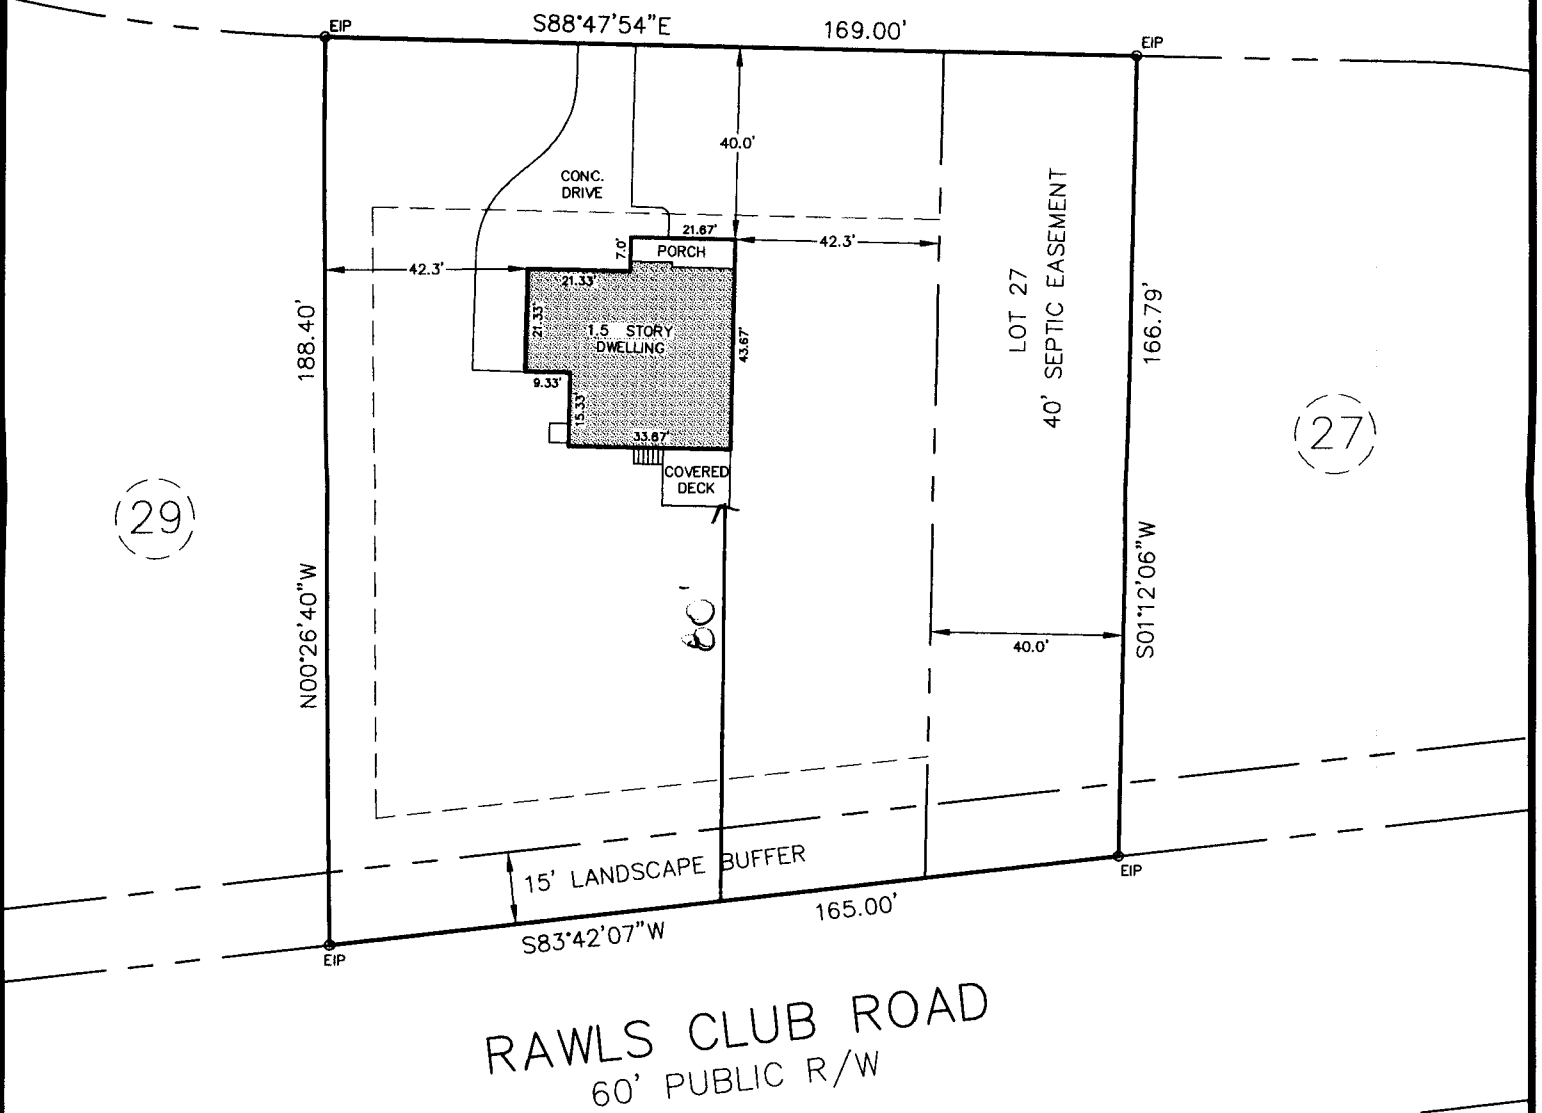 EIP
S88°47'54"E
169.00'
EIP
40.0'
CONC.
DRIVE
21.67'
7.0'
PORCH
42.3'
42.3'
21.33'
21.33'
1.5 STORY
DWELLING
43.67'
188.40'
LOT 27
40' SEPTIC EASEMENT
166.79'
9.33'
15.33'
33.67'
COVERED
DECK
27
29
N00°26'40"W
S01°12'06"W
40.0'
15' LANDSCAPE BUFFER
EIP
165.00'
S83°42'07"W
EIP
RAWLS CLUB ROAD
60' PUBLIC R/W